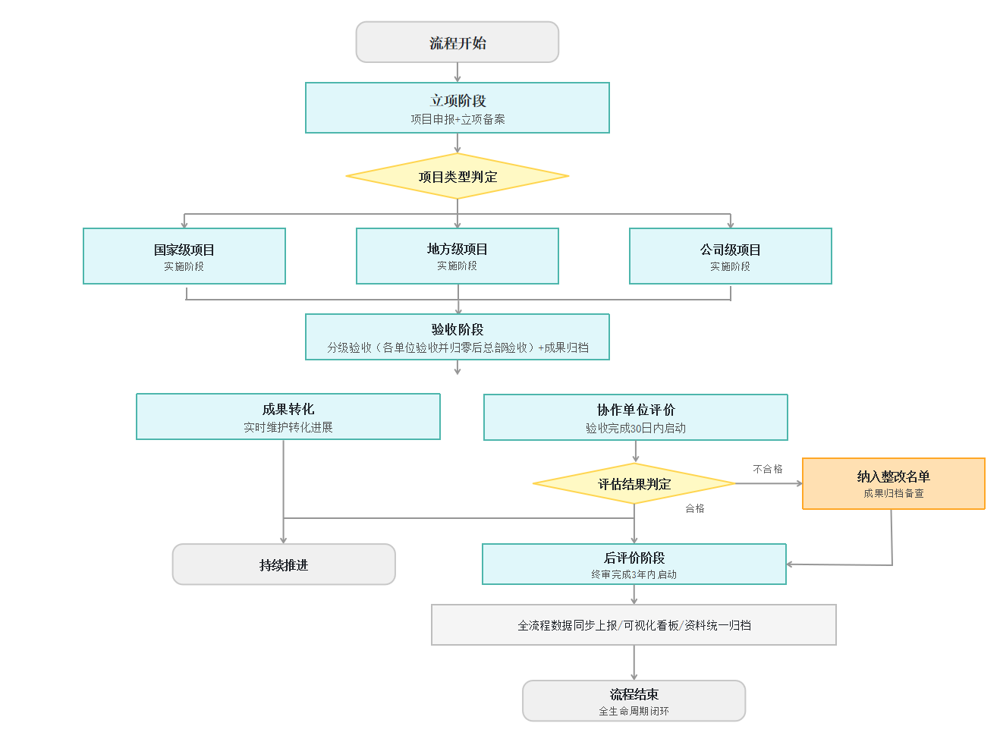 流程开始
立项阶段
项目申报+立项备案
项目类型判定
国家级项目
实施阶段
地方级项目
实施阶段
公司级项目
实施阶段
验收阶段
分级验收（各单位验收并归零后总部验收）+成果归档
成果转化
实时维护转化进展
协作单位评价
验收完成30日内启动
评估结果判定
不合格
纳入整改名单
成果归档备查
合格
持续推进
后评价阶段
终审完成3年内启动
全流程数据同步上报/可视化看板/资料统一归档
流程结束
全生命周期闭环